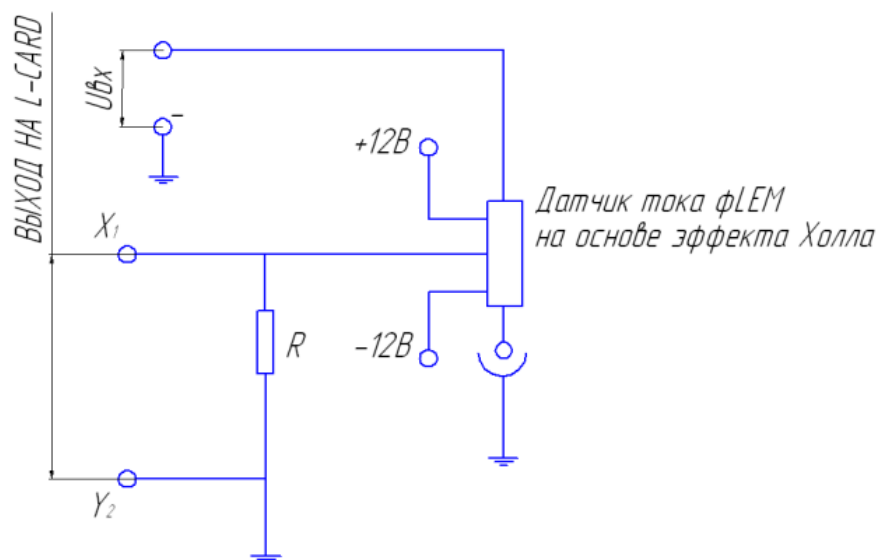 ВЫХОД НА L-CARD
Uвх
-
+12В
Датчик тока фLEM
на основе эффекта Холла
X₁
R
-12В
Y₂